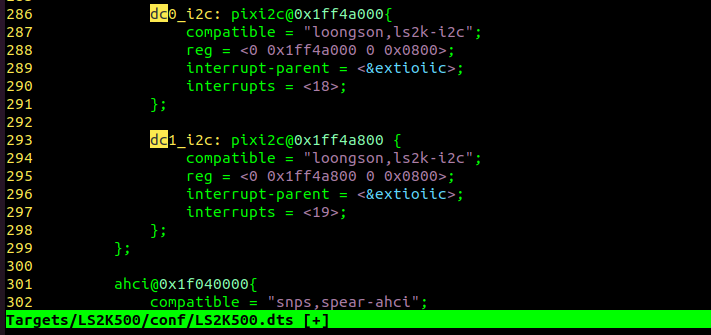 286             dc0_i2c: pixi2c@0x1ff4a000{
287                 compatible = "loongson,ls2k-i2c";
288                 reg = <0 0x1ff4a000 0 0x0800>;
289                 interrupt-parent = <&extioiic>;
290                 interrupts = <18>;
291             };
292
293             dc1_i2c: pixi2c@0x1ff4a800 {
294                 compatible = "loongson,ls2k-i2c";
295                 reg = <0 0x1ff4a800 0 0x0800>;
296                 interrupt-parent = <&extioiic>;
297                 interrupts = <19>;
298             };
299         };
300
301         ahci@0x1f040000{
302             compatible = "snps,spear-ahci";
Targets/LS2K500/conf/LS2K500.dts [+]